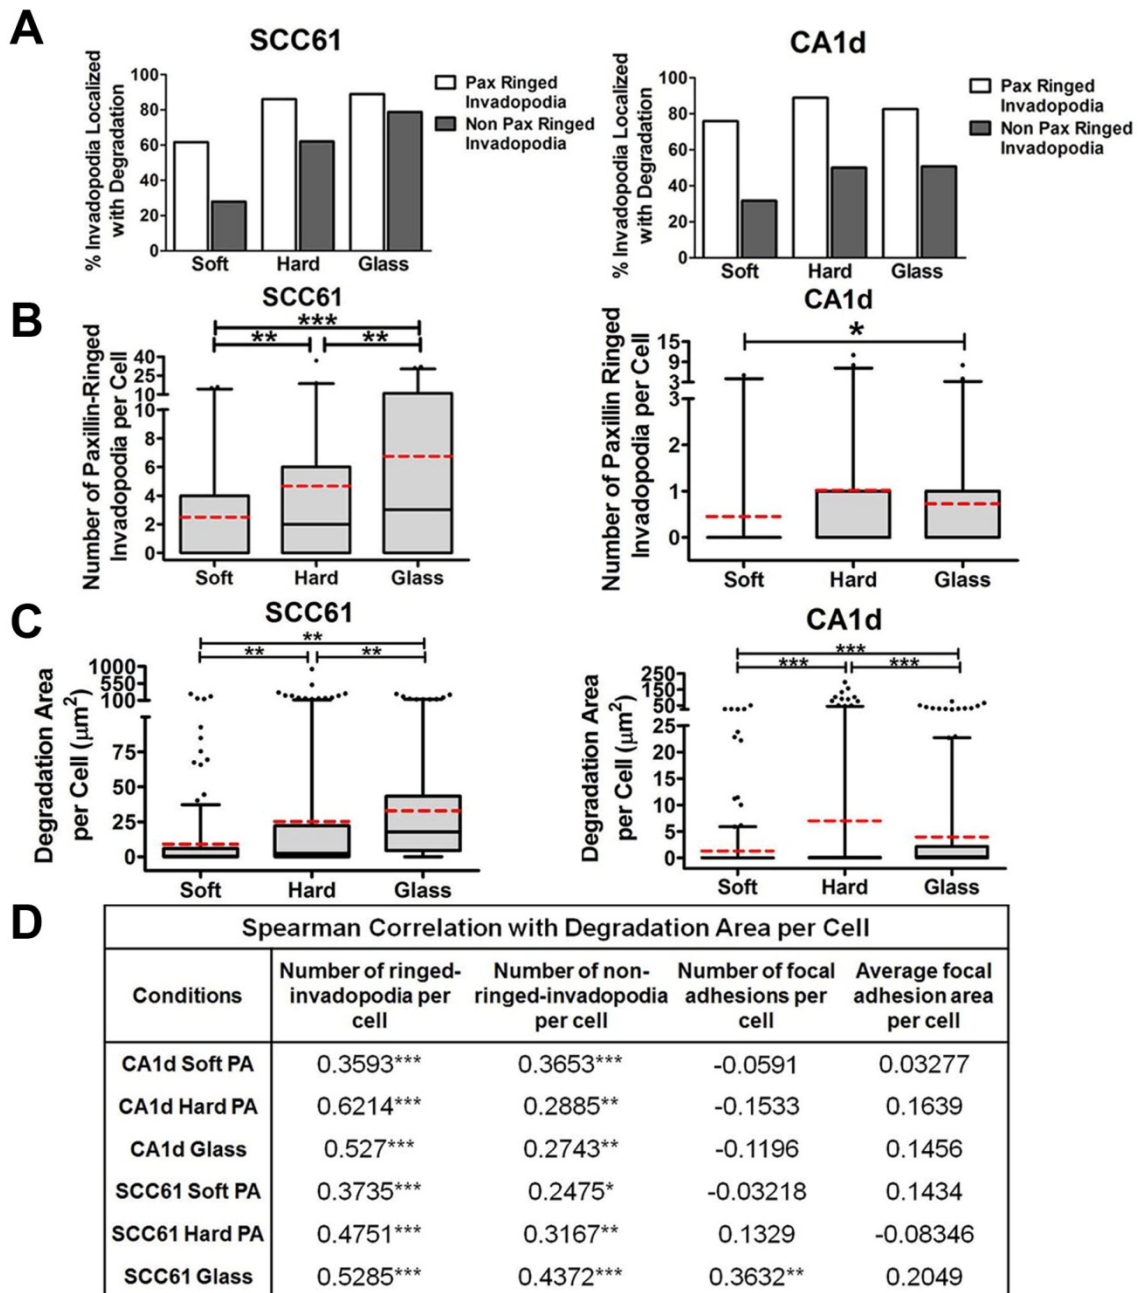 A
SCC61
% Invadopodia Localized
with Degradation
100
80
60
40
20
0
Soft Hard Glass
Pax Ringed
Invadopodia
Non Pax Ringed
Invadopodia
CA1d
% Invadopodia Localized
with Degradation
100
80
60
40
20
0
Soft Hard Glass
Pax Ringed
Invadopodia
Non Pax Ringed
Invadopodia
B
SCC61
Number of Paxillin-Ringed
Invadopodia per Cell
***
** **
40
25
10
10
8
6
4
2
0
Soft Hard Glass
CA1d
Number of Paxillin Ringed
Invadopodia per Cell
*
15
9
3
3
2
1
0
Soft Hard Glass
C
SCC61
Degradation Area
per Cell (μm²)
**
** **
1000
550
100
75
50
25
0
Soft Hard Glass
CA1d
Degradation Area
per Cell (μm²)
***
*** ***
250
150
50
25
20
15
10
5
0
Soft Hard Glass
D
Spearman Correlation with Degradation Area per Cell
Conditions Number of ringed-invadopodia per cell Number of non-ringed-invadopodia per cell Number of focal adhesions per cell Average focal adhesion area per cell
CA1d Soft PA 0.3593*** 0.3653*** -0.0591 0.03277
CA1d Hard PA 0.6214*** 0.2885** -0.1533 0.1639
CA1d Glass 0.527*** 0.2743** -0.1196 0.1456
SCC61 Soft PA 0.3735*** 0.2475* -0.03218 0.1434
SCC61 Hard PA 0.4751*** 0.3167** 0.1329 -0.08346
SCC61 Glass 0.5285*** 0.4372*** 0.3632** 0.2049